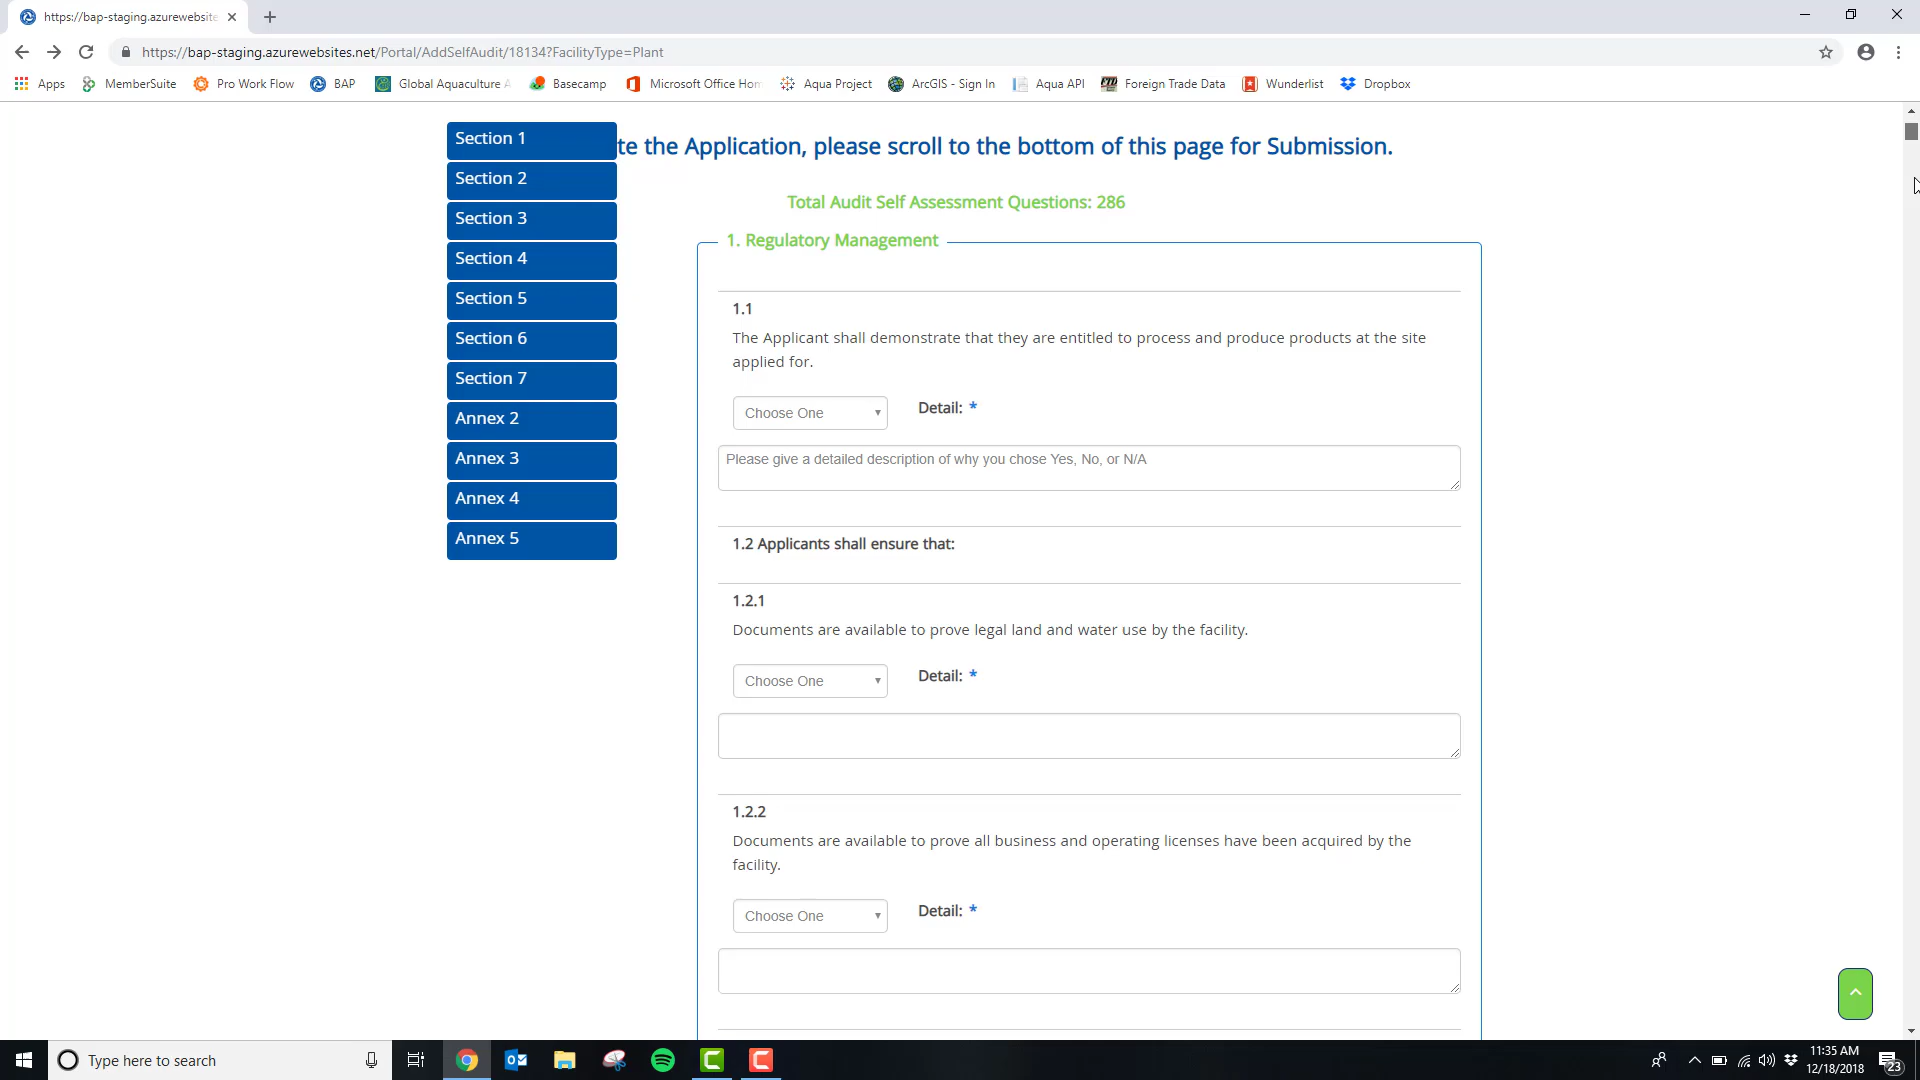 https://bap-staging.azurewebsite
https://bap-staging.azurewebsites.net/Portal/AddSelfAudit/18134?FacilityType=Plant
Apps MemberSuite Pro Work Flow BAP Global Aquaculture A Basecamp Microsoft Office Hom Aqua Project ArcGIS - Sign In Aqua API Foreign Trade Data Wunderlist Dropbox
Section 1
Section 2
Section 3
Section 4
Section 5
Section 6
Section 7
Annex 2
Annex 3
Annex 4
Annex 5
te the Application, please scroll to the bottom of this page for Submission.
Total Audit Self Assessment Questions: 286
1. Regulatory Management
1.1
The Applicant shall demonstrate that they are entitled to process and produce products at the site
applied for.
Choose One Detail: *
Please give a detailed description of why you chose Yes, No, or N/A
1.2 Applicants shall ensure that:
1.2.1
Documents are available to prove legal land and water use by the facility.
Choose One Detail: *
1.2.2
Documents are available to prove all business and operating licenses have been acquired by the
facility.
Choose One Detail: *
Type here to search
11:35 AM
12/18/2018
23